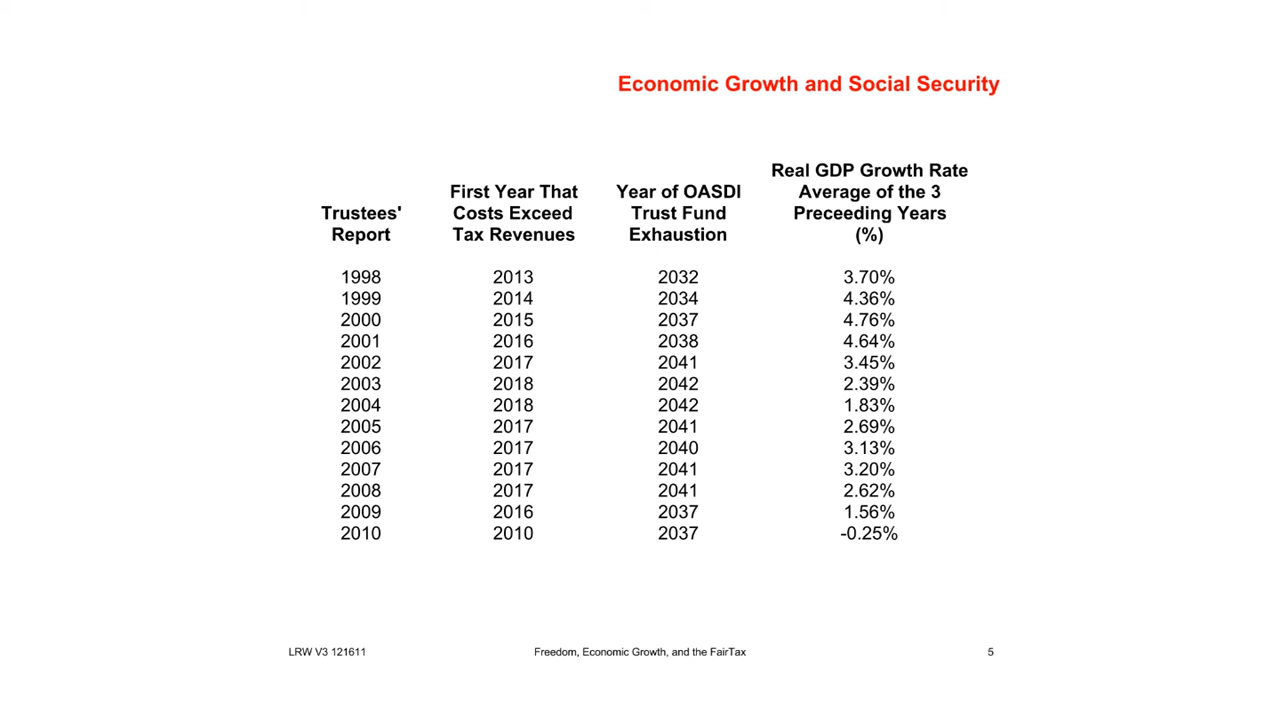 Economic Growth and Social Security
Real GDP Growth Rate
First Year That Year of OASDI Average of the 3
Trustees' Costs Exceed Trust Fund Preceeding Years
Report Tax Revenues Exhaustion (%)
1998 2013 2032 3.70%
1999 2014 2034 4.36%
2000 2015 2037 4.76%
2001 2016 2038 4.64%
2002 2017 2041 3.45%
2003 2018 2042 2.39%
2004 2018 2042 1.83%
2005 2017 2041 2.69%
2006 2017 2040 3.13%
2007 2017 2041 3.20%
2008 2017 2041 2.62%
2009 2016 2037 1.56%
2010 2010 2037 -0.25%
LRW V3 121611 Freedom, Economic Growth, and the FairTax 5